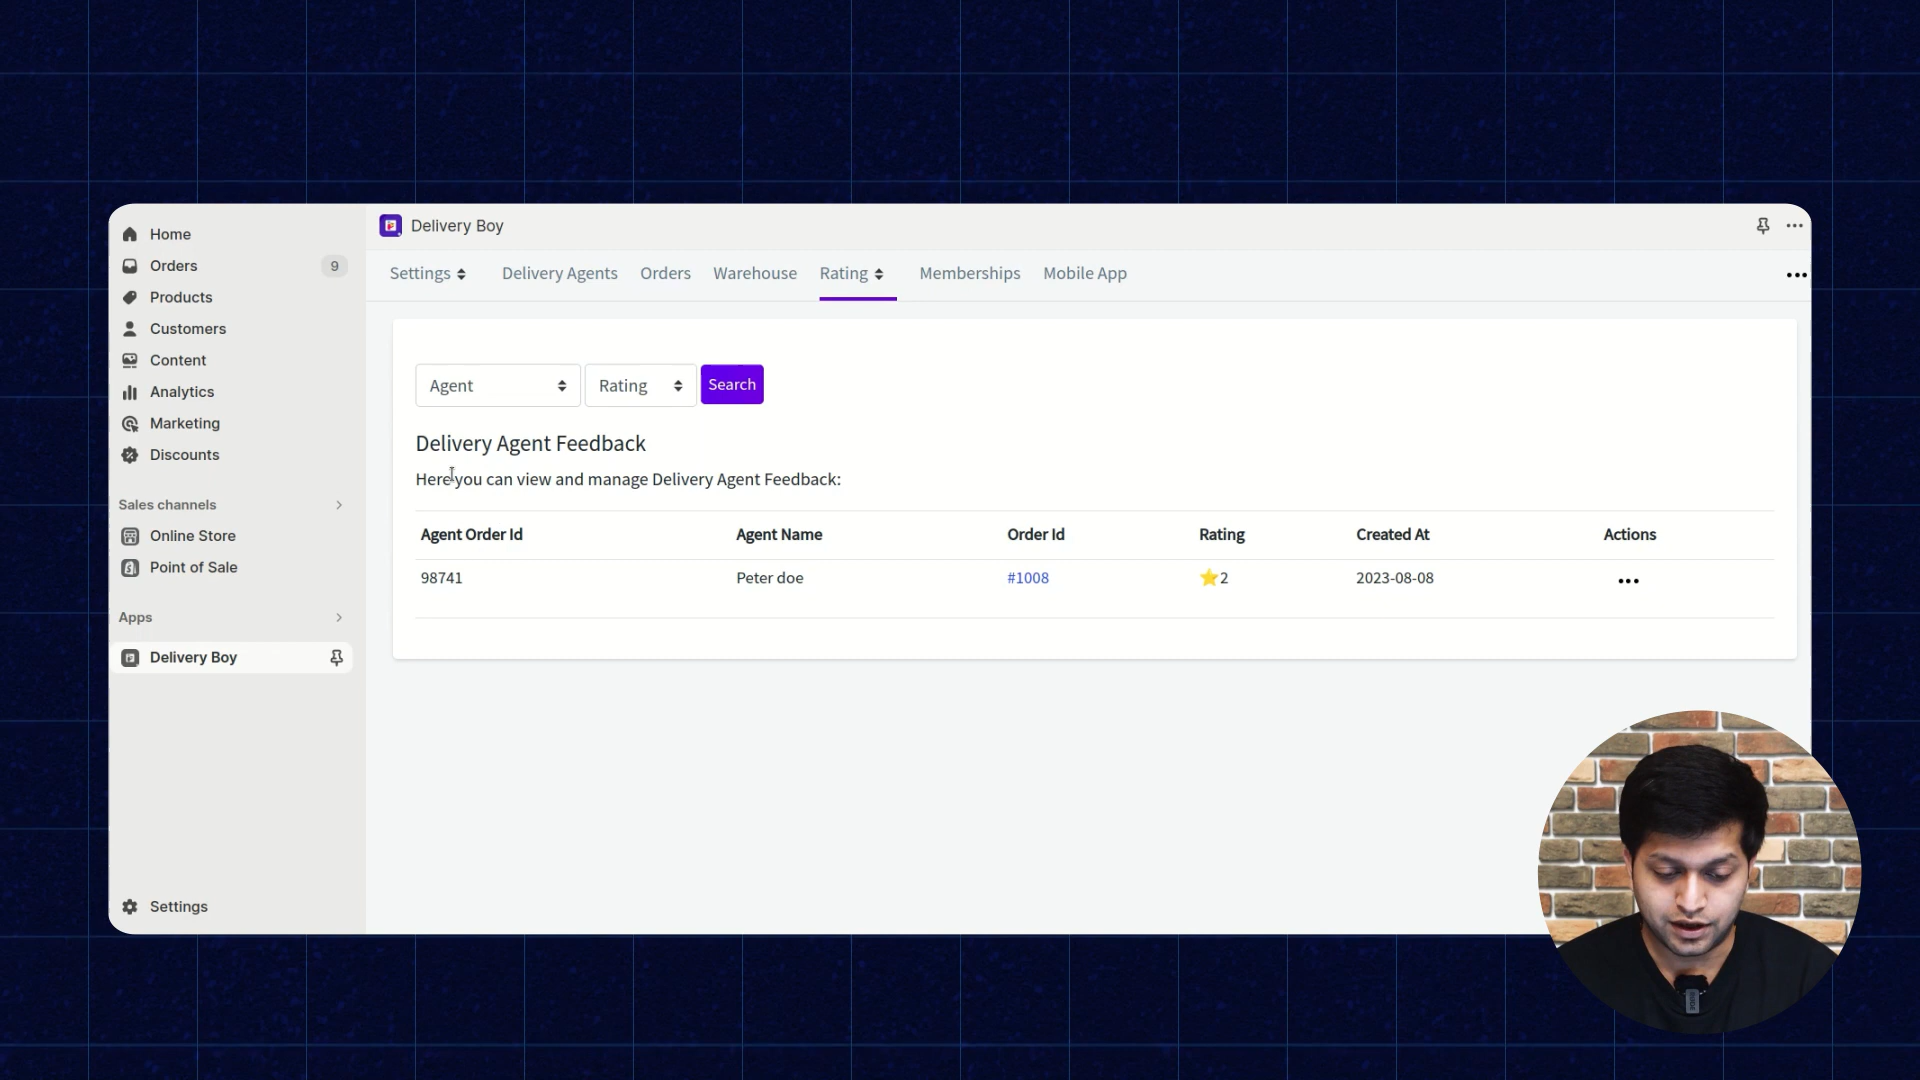 Home
Orders 9
Products
Customers
Content
Analytics
Marketing
Discounts
Sales channels
Online Store
Point of Sale
Apps
Delivery Boy
Settings
Delivery Boy
Settings Delivery Agents Orders Warehouse Rating Memberships Mobile App
Agent Rating Search
Delivery Agent Feedback
Here you can view and manage Delivery Agent Feedback:
Agent Order Id Agent Name Order Id Rating Created At Actions
98741 Peter doe #1008 2 2023-08-08